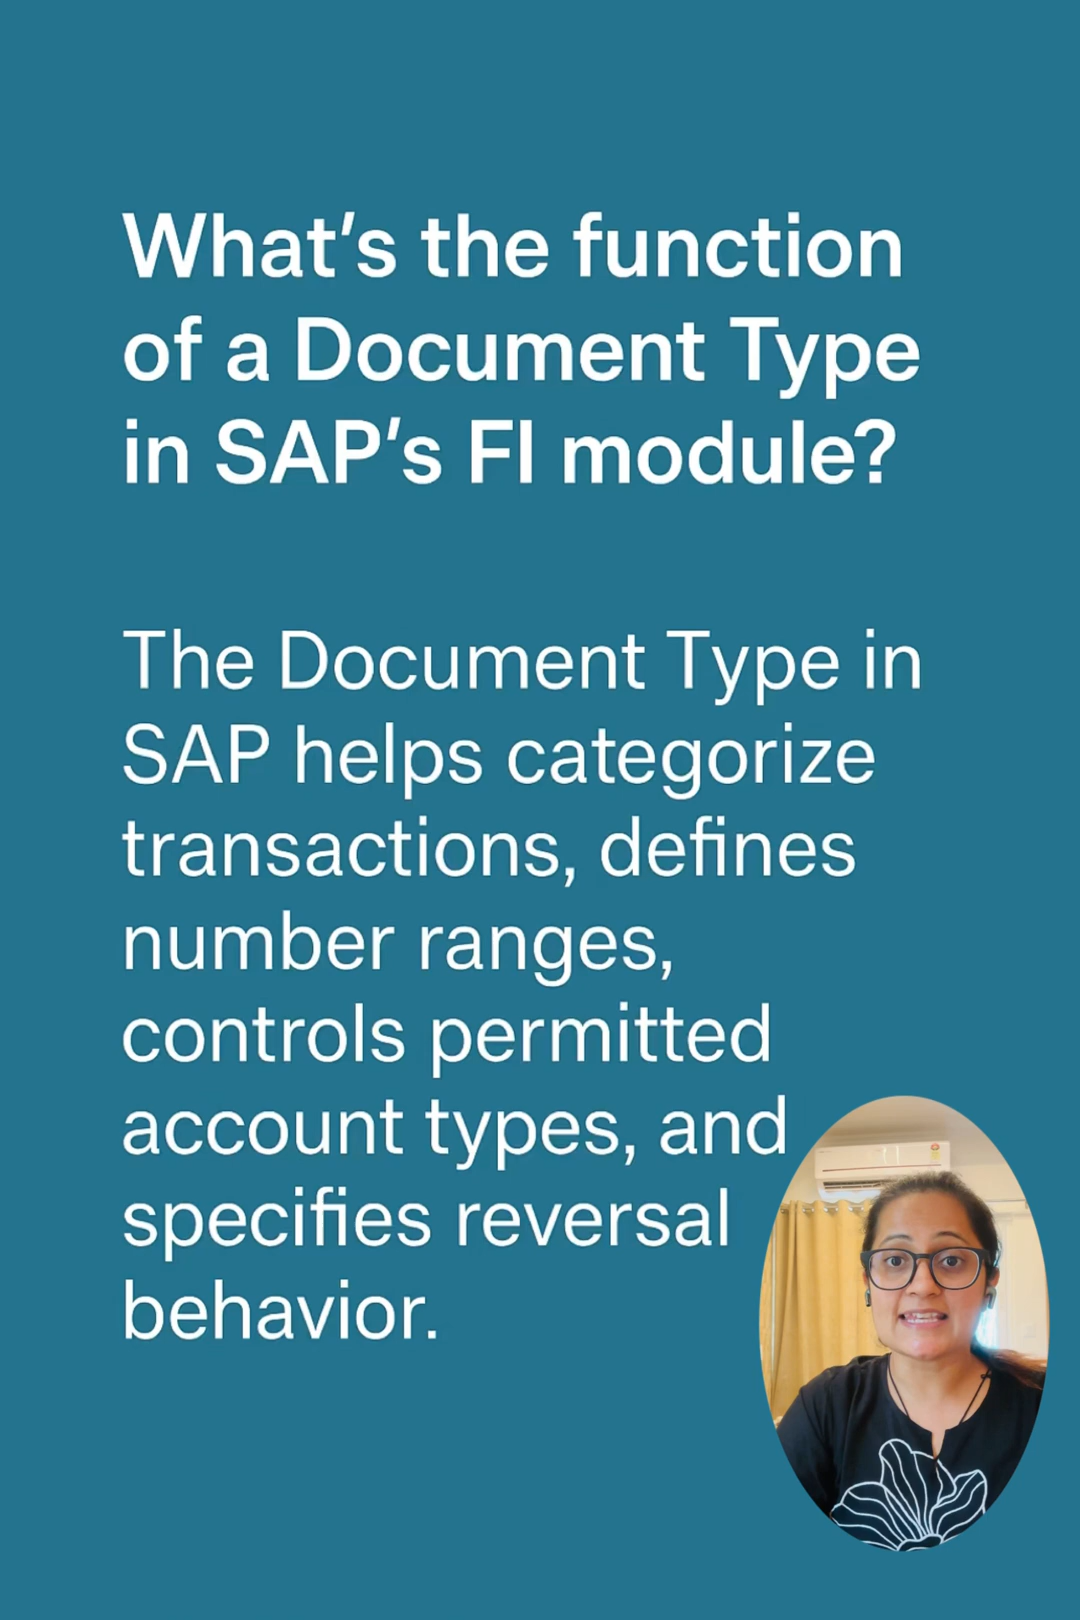 What’s the function
of a Document Type
in SAP’s FI module?
The Document Type in
SAP helps categorize
transactions, defines
number ranges,
controls permitted
account types, and
specifies reversal
behavior.